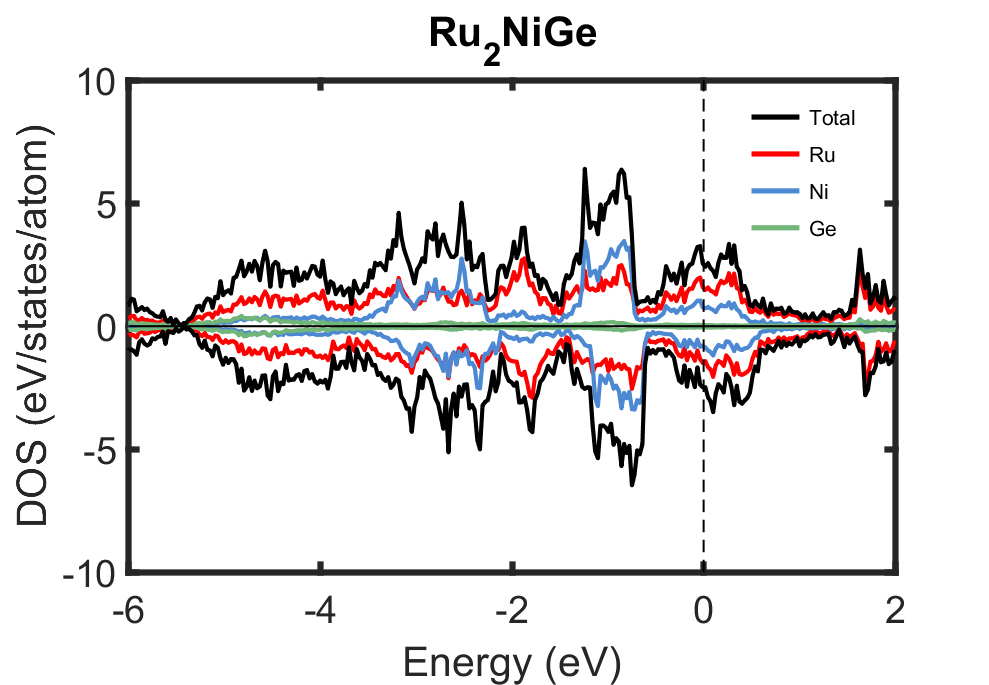 Ru2NiGe
10
5
0
-5
-10
DOS (eV/states/atom)
Total
Ru
Ni
Ge
-6
-4
-2
0
2
Energy (eV)